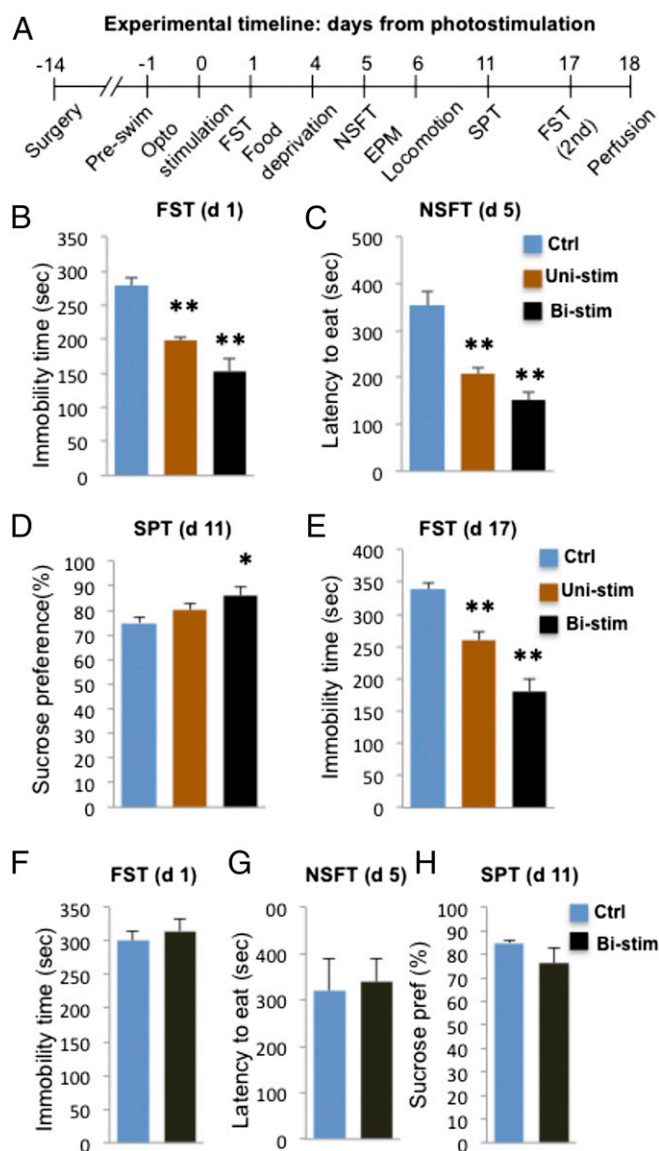 A
Experimental timeline: days from photostimulation
-14 -1 0 1 4 5 6 11 17 18
Surgery
Pre-swim
Opto
stimulation
FST
Food
deprivation
NSFT
EPM
Locomotion
SPT
FST
(2nd)
Perfusion
B
FST (d 1)
Immobility time (sec)
350
300
250
200
150
100
50
0
**
**
C
NSFT (d 5)
Latency to eat (sec)
500
400
300
200
100
0
**
**
Ctrl
Uni-stim
Bi-stim
D
SPT (d 11)
Sucrose preference(%)
100
90
80
70
60
50
40
30
20
10
0
*
E
FST (d 17)
Immobility time (sec)
400
350
300
250
200
150
100
50
0
**
**
Ctrl
Uni-stim
Bi-stim
F
FST (d 1)
Immobility time (sec)
350
300
250
200
150
100
50
0
G
NSFT (d 5)
Latency to eat (sec)
00
400
300
200
100
0
H
SPT (d 11)
Sucrose pref (%)
100
90
80
70
60
50
40
30
20
10
0
Ctrl
Bi-stim